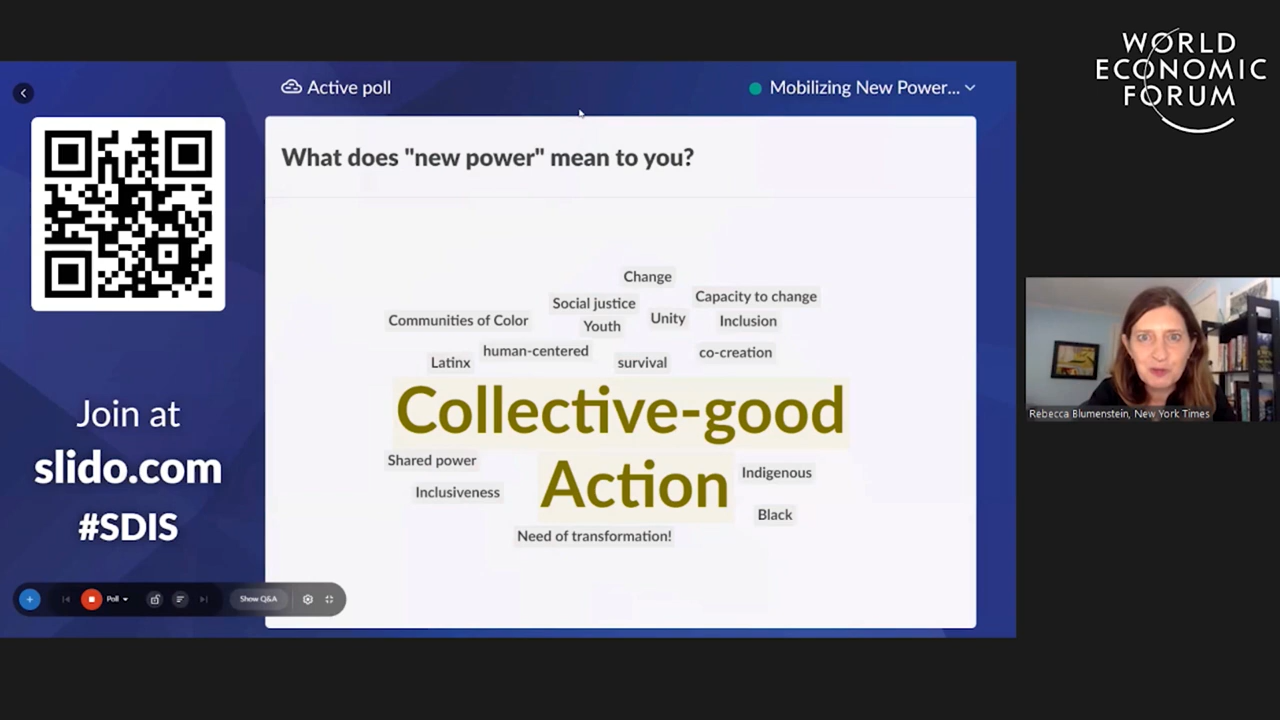 WORLD
ECONOMIC
FORUM
Active poll
Mobilizing New Power...
What does "new power" mean to you?
Change
Capacity to change
Social justice
Communities of Color
Youth
Unity
Inclusion
Latinx
human-centered
survival
co-creation
Collective-good
Action
Shared power
Indigenous
Inclusiveness
Black
Need of transformation!
Join at
slido.com
#SDIS
Poll
Show Q&A
Rebecca Blumenstein, New York Times